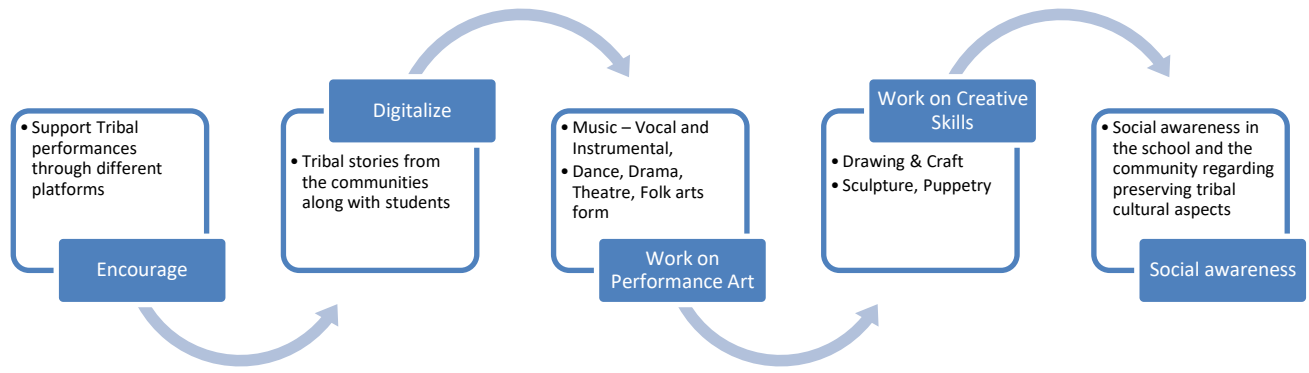 • Support Tribal
performances
through different
platforms
Encourage
Digitalize
• Tribal stories from
the communities
along with students
• Music – Vocal and
Instrumental,
• Dance, Drama,
Theatre, Folk arts
form
Work on
Performance Art
Work on Creative
Skills
• Drawing & Craft
• Sculpture, Puppetry
• Social awareness in
the school and the
community regarding
preserving tribal
cultural aspects
Social awareness